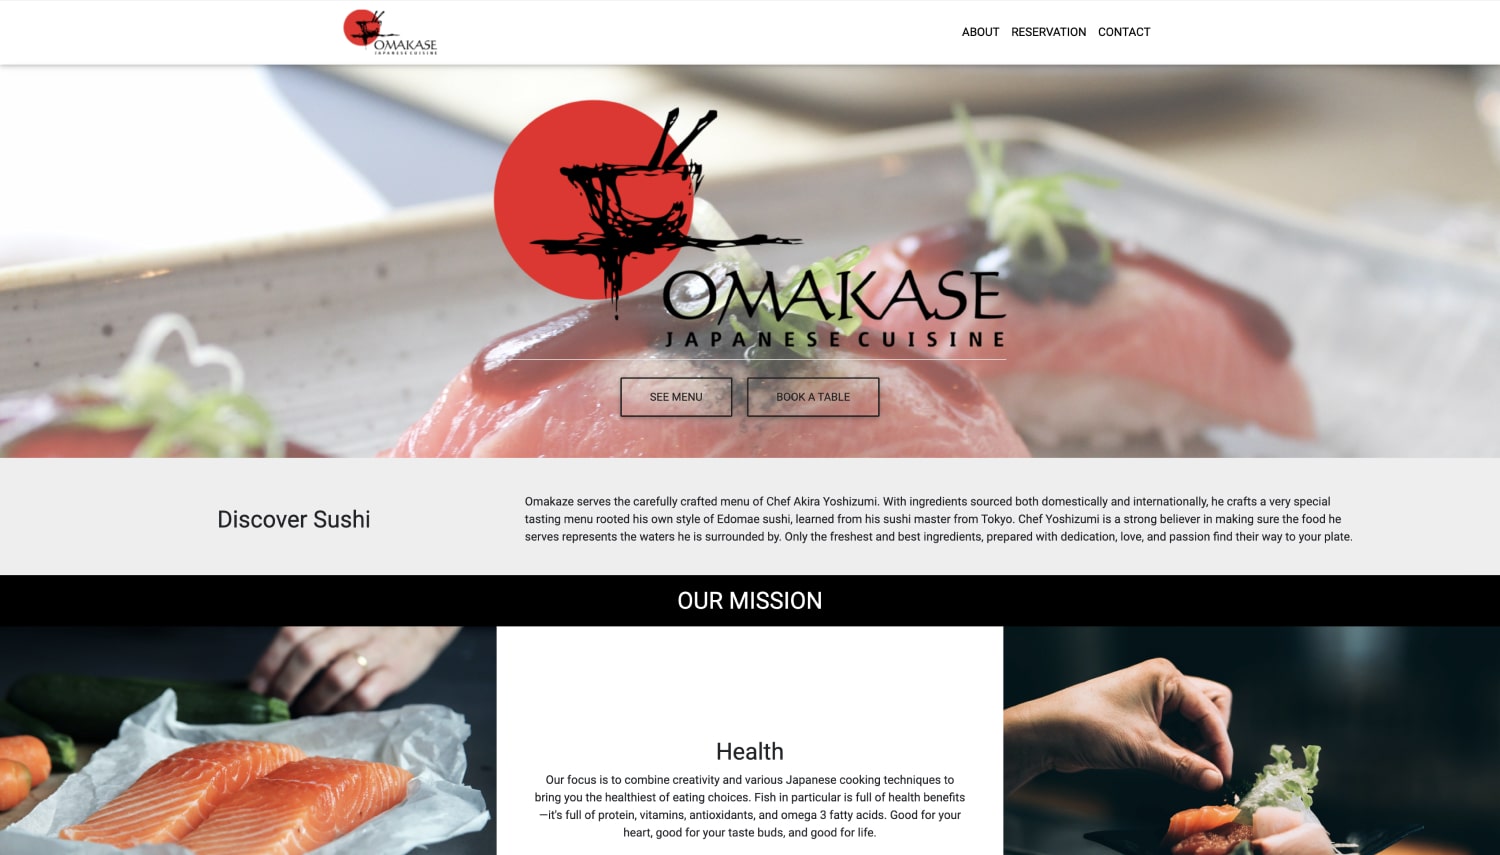 OMAKASE
JAPANESE CUISINE
ABOUT RESERVATION CONTACT
OMAKASE
JAPANESE CUISINE
SEE MENU
BOOK A TABLE
Discover Sushi
Omakaze serves the carefully crafted menu of Chef Akira Yoshizumi. With ingredients sourced both domestically and internationally, he crafts a very special
tasting menu rooted his own style of Edomae sushi, learned from his sushi master from Tokyo. Chef Yoshizumi is a strong believer in making sure the food he
serves represents the waters he is surrounded by. Only the freshest and best ingredients, prepared with dedication, love, and passion find their way to your plate.
OUR MISSION
Health
Our focus is to combine creativity and various Japanese cooking techniques to
bring you the healthiest of eating choices. Fish in particular is full of health benefits
—it's full of protein, vitamins, antioxidants, and omega 3 fatty acids. Good for your
heart, good for your taste buds, and good for life.